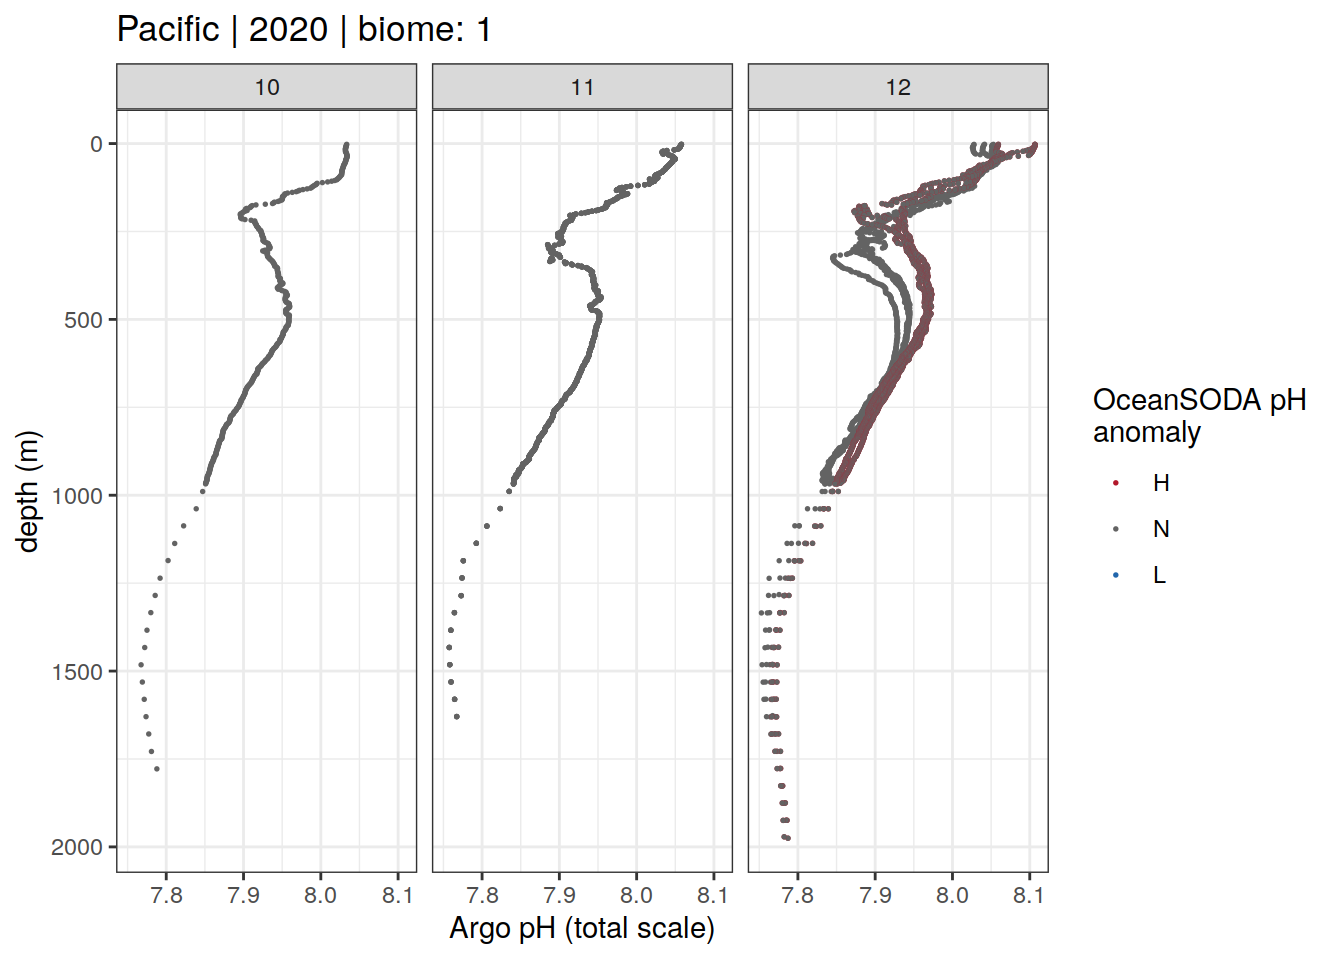 Pacific | 2020 | biome: 1
10 11 12
0
500
1000
1500
2000
depth (m)
7.8 7.9 8.0 8.1 7.8 7.9 8.0 8.1 7.8 7.9 8.0 8.1
Argo pH (total scale)
OceanSODA pH
anomaly
H
N
L